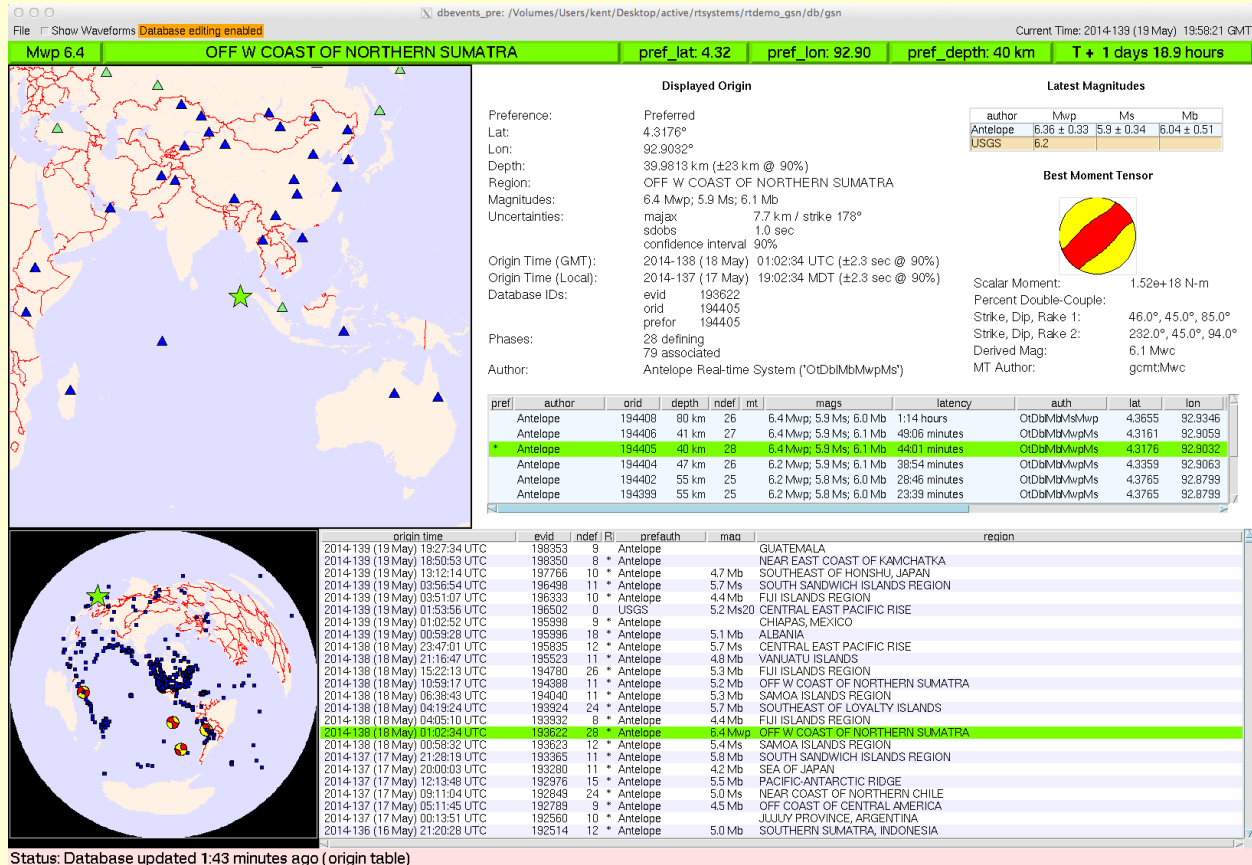 dbevents_pre: /Volumes/Users/kent/Desktop/active/rtsystems/rtdemo_gsn/db/gsn
File Show Waveforms Database editing enabled Current Time: 2014-139 (19 May) 19:58:21 GMT
Mwp 6.4 OFF W COAST OF NORTHERN SUMATRA pref_lat: 4.32 pref_lon: 92.90 pref_depth: 40 km T + 1 days 18.9 hours
Displayed Origin
Preference: Preferred
Lat: 4.3176°
Lon: 92.9032°
Depth: 39.9813 km (±23 km @ 90%)
Region: OFF W COAST OF NORTHERN SUMATRA
Magnitudes: 6.4 Mwp; 5.9 Ms; 6.1 Mb
Uncertainties: majax 7.7 km / strike 178°
sdobs 1.0 sec
confidence interval 90%
Origin Time (GMT): 2014-138 (18 May) 01:02:34 UTC (±2.3 sec @ 90%)
Origin Time (Local): 2014-137 (17 May) 19:02:34 MDT (±2.3 sec @ 90%)
Database IDs: evid 193622
orid 194405
prefor 194405
Phases: 28 defining
79 associated
Author: Antelope Real-time System ('OtDblMbMwpMs')
Latest Magnitudes
author Mwp Ms Mb
Antelope 6.36 ± 0.33 5.9 ± 0.34 6.04 ± 0.51
USGS 6.2
Best Moment Tensor
Scalar Moment: 1.52e+18 N-m
Percent Double-Couple:
Strike, Dip, Rake 1: 46.0°, 45.0°, 85.0°
Strike, Dip, Rake 2: 232.0°, 45.0°, 94.0°
Derived Mag: 6.1 Mwc
MT Author: gcmt:Mwc
pref author orid depth ndef mt mags latency auth lat lon
Antelope 194408 80 km 26 6.4 Mwp; 5.9 Ms; 6.0 Mb 1:14 hours OtDblMbMsMwp 4.3655 92.9346
Antelope 194406 41 km 27 6.4 Mwp; 5.9 Ms; 6.1 Mb 49:06 minutes OtDblMbMwpMs 4.3161 92.9059
* Antelope 194405 40 km 28 6.4 Mwp; 5.9 Ms; 6.1 Mb 44:01 minutes OtDblMbMwpMs 4.3176 92.9032
Antelope 194404 47 km 26 6.2 Mwp; 5.9 Ms; 6.1 Mb 38:54 minutes OtDblMbMwpMs 4.3359 92.9063
Antelope 194402 55 km 25 6.2 Mwp; 5.8 Ms; 6.0 Mb 28:46 minutes OtDblMbMwpMs 4.3765 92.8799
Antelope 194399 55 km 25 6.2 Mwp; 5.8 Ms; 6.0 Mb 23:39 minutes OtDblMbMwpMs 4.3765 92.8799
origin time evid ndef R prefauth mag region
2014-139 (19 May) 19:27:34 UTC 198353 9 Antelope GUATEMALA
2014-139 (19 May) 18:50:53 UTC 198350 8 * Antelope NEAR EAST COAST OF KAMCHATKA
2014-139 (19 May) 13:12:14 UTC 197766 10 * Antelope 4.7 Mb SOUTHEAST OF HONSHU, JAPAN
2014-139 (19 May) 03:56:54 UTC 196498 11 * Antelope 5.7 Ms SOUTH SANDWICH ISLANDS REGION
2014-139 (19 May) 03:51:07 UTC 196333 10 * Antelope 4.4 Mb FIJI ISLANDS REGION
2014-139 (19 May) 01:53:56 UTC 196502 0 USGS 5.2 Ms20 CENTRAL EAST PACIFIC RISE
2014-139 (19 May) 01:02:52 UTC 195998 9 * Antelope CHIAPAS, MEXICO
2014-139 (19 May) 00:59:28 UTC 195996 18 * Antelope 5.1 Mb ALBANIA
2014-138 (18 May) 23:47:01 UTC 195835 12 * Antelope 5.7 Ms CENTRAL EAST PACIFIC RISE
2014-138 (18 May) 21:16:47 UTC 195523 11 * Antelope 4.8 Mb VANUATU ISLANDS
2014-138 (18 May) 15:22:13 UTC 194780 26 * Antelope 5.3 Mb FIJI ISLANDS REGION
2014-138 (18 May) 10:59:17 UTC 194388 11 * Antelope 5.2 Mb OFF W COAST OF NORTHERN SUMATRA
2014-138 (18 May) 06:38:43 UTC 194040 11 * Antelope 5.3 Mb SAMOA ISLANDS REGION
2014-138 (18 May) 04:19:24 UTC 193924 24 * Antelope 5.7 Mb SOUTHEAST OF LOYALTY ISLANDS
2014-138 (18 May) 04:05:10 UTC 193932 8 * Antelope 4.4 Mb FIJI ISLANDS REGION
2014-138 (18 May) 01:02:34 UTC 193622 28 * Antelope 6.4 Mwp OFF W COAST OF NORTHERN SUMATRA
2014-138 (18 May) 00:58:32 UTC 193623 12 * Antelope 5.4 Ms SAMOA ISLANDS REGION
2014-137 (17 May) 21:28:19 UTC 193365 11 * Antelope 5.8 Mb SOUTH SANDWICH ISLANDS REGION
2014-137 (17 May) 20:00:03 UTC 193280 11 * Antelope 4.2 Mb SEA OF JAPAN
2014-137 (17 May) 12:13:48 UTC 192976 15 * Antelope 5.5 Mb PACIFIC-ANTARCTIC RIDGE
2014-137 (17 May) 09:11:04 UTC 192849 24 * Antelope 5.0 Ms NEAR COAST OF NORTHERN CHILE
2014-137 (17 May) 05:11:45 UTC 192789 9 * Antelope 4.5 Mb OFF COAST OF CENTRAL AMERICA
2014-137 (17 May) 01:13:54 UTC 192560 10 * Antelope JUJUY PROVINCE, ARGENTINA
2014-136 (16 May) 21:20:28 UTC 192514 12 * Antelope 5.0 Mb SOUTHERN SUMATRA, INDONESIA
Status: Database updated 1:43 minutes ago (origin table)